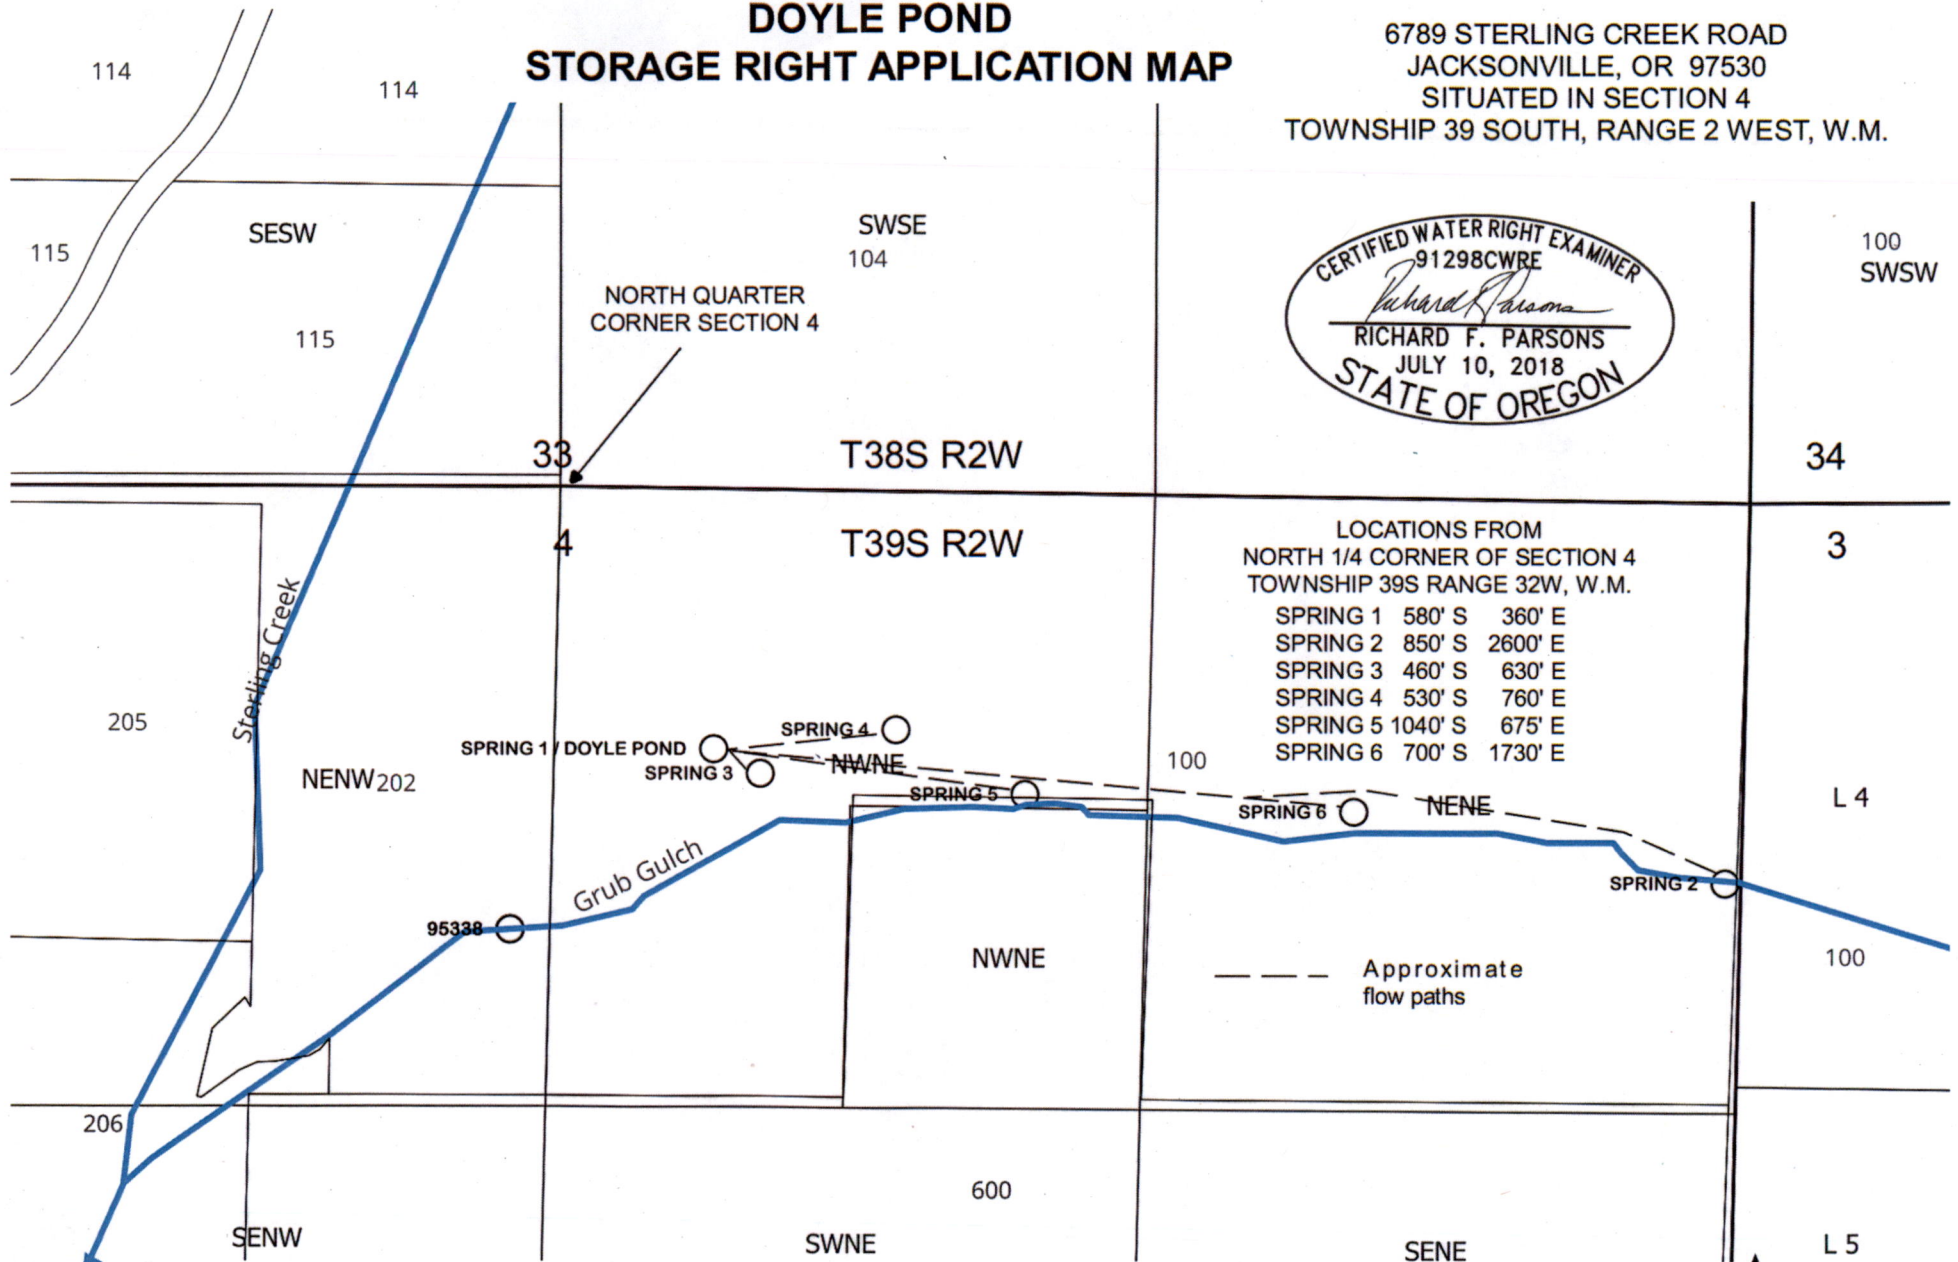 DOYLE POND
STORAGE RIGHT APPLICATION MAP
6789 STERLING CREEK ROAD
JACKSONVILLE, OR 97530
SITUATED IN SECTION 4
TOWNSHIP 39 SOUTH, RANGE 2 WEST, W.M.
114
114
115
SESW
115
SWSE
104
NORTH QUARTER
CORNER SECTION 4
CERTIFIED WATER RIGHT EXAMINER
91298CWRE
Richard F Parsons
RICHARD F. PARSONS
JULY 10, 2018
STATE OF OREGON
100
SWSW
33
T38S R2W
34
4
T39S R2W
3
LOCATIONS FROM
NORTH 1/4 CORNER OF SECTION 4
TOWNSHIP 39S RANGE 32W, W.M.
SPRING 1 580' S 360' E
SPRING 2 850' S 2600' E
SPRING 3 460' S 630' E
SPRING 4 530' S 760' E
SPRING 5 1040' S 675' E
SPRING 6 700' S 1730' E
Sterling Creek
205
NENW 202
SPRING 1 / DOYLE POND
SPRING 4
SPRING 3
NWNE
SPRING 5
100
SPRING 6
NENE
L 4
SPRING 2
Grub Gulch
95338
NWNE
Approximate
flow paths
100
206
600
SENW
SWNE
SENE
L 5